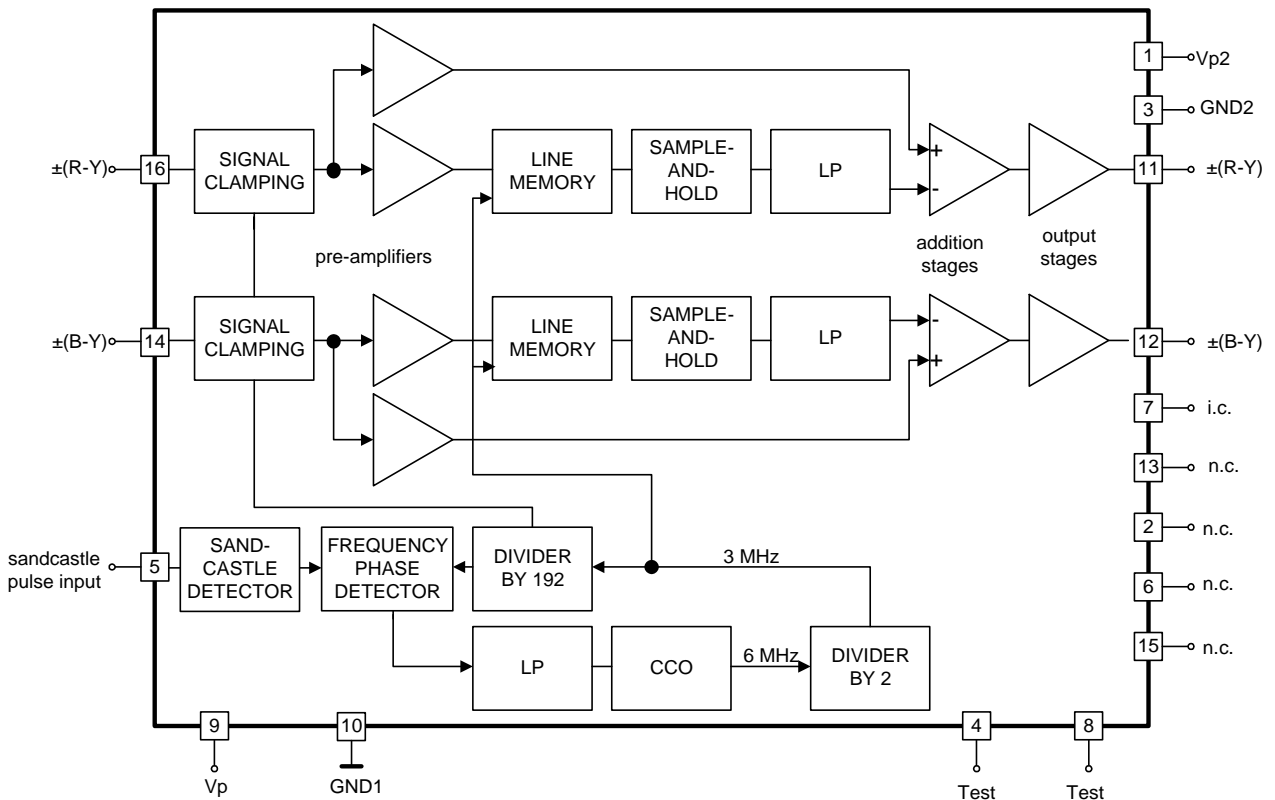 1
Vp2
3
GND2
±(R-Y)
16
SIGNAL
CLAMPING
LINE
MEMORY
SAMPLE-
AND-
HOLD
LP
+
-
11
±(R-Y)
pre-amplifiers
addition
stages
output
stages
±(B-Y)
14
SIGNAL
CLAMPING
LINE
MEMORY
SAMPLE-
AND-
HOLD
LP
-
+
12
±(B-Y)
7
i.c.
13
n.c.
2
n.c.
sandcastle
pulse input
5
SAND-
CASTLE
DETECTOR
FREQUENCY
PHASE
DETECTOR
DIVIDER
BY 192
3 MHz
6
n.c.
LP
CCO
6 MHz
DIVIDER
BY 2
15
n.c.
9
10
4
8
Vp
GND1
Test
Test